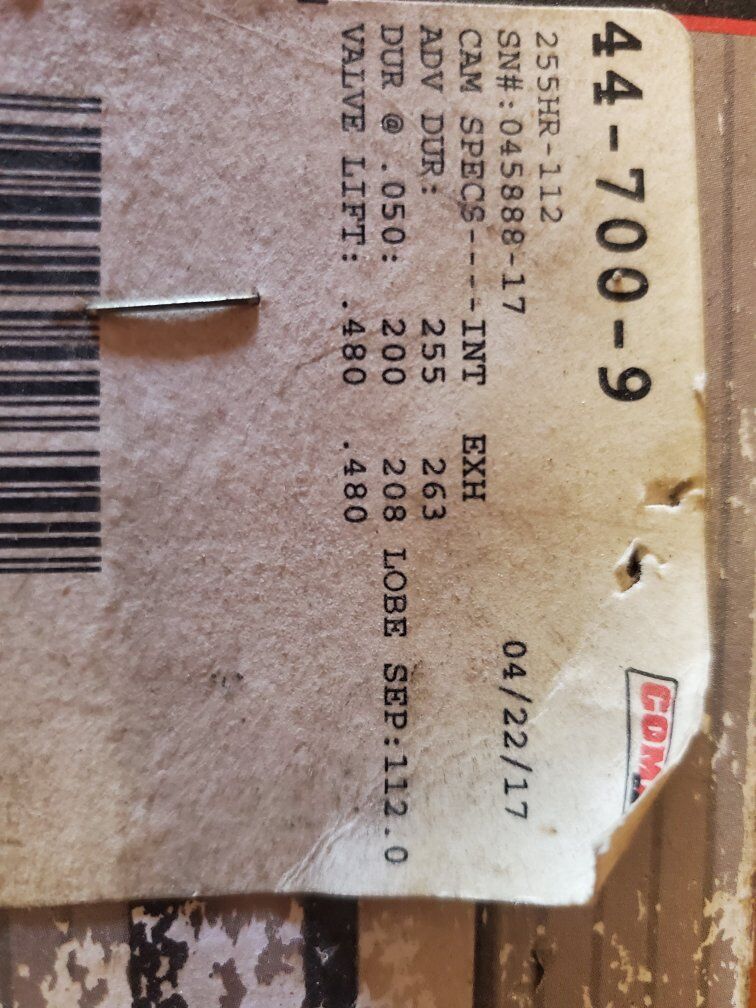 44-700-9
255HR-112
SN#:045888-17 04/22/17
CAM SPECS----INT EXH
ADV DUR: 255 263
DUR @ .050: 200 208 LOBE SEP:112.0
VALVE LIFT: .480 .480